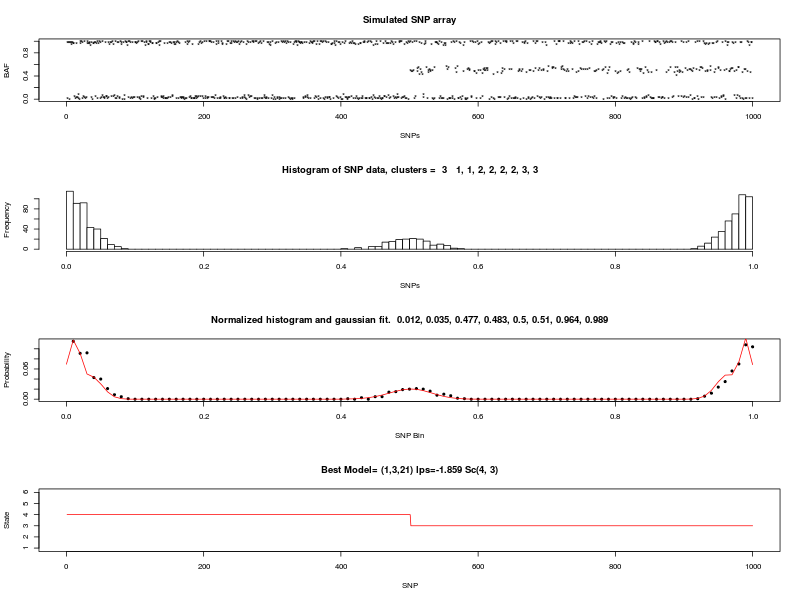 Simulated SNP array
BAF
0.0 0.4 0.8
0 200 400 600 800 1000
SNPs
Histogram of SNP data, clusters = 3 1, 1, 2, 2, 2, 2, 3, 3
Frequency
0 40 80
0.0 0.2 0.4 0.6 0.8 1.0
SNPs
Normalized histogram and gaussian fit. 0.012, 0.035, 0.477, 0.483, 0.5, 0.51, 0.964, 0.989
Probability
0.00 0.06
0.0 0.2 0.4 0.6 0.8 1.0
SNP Bin
Best Model= (1,3,21) lps=-1.859 Sc(4, 3)
State
1 2 3 4 5 6
0 200 400 600 800 1000
SNP